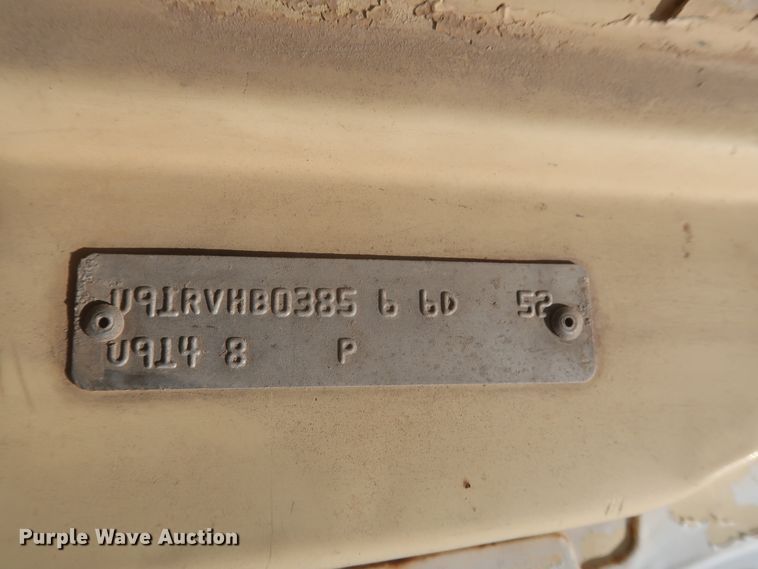 U91RVHB0385 6 6D 52
U914 8 P
Purple Wave Auction